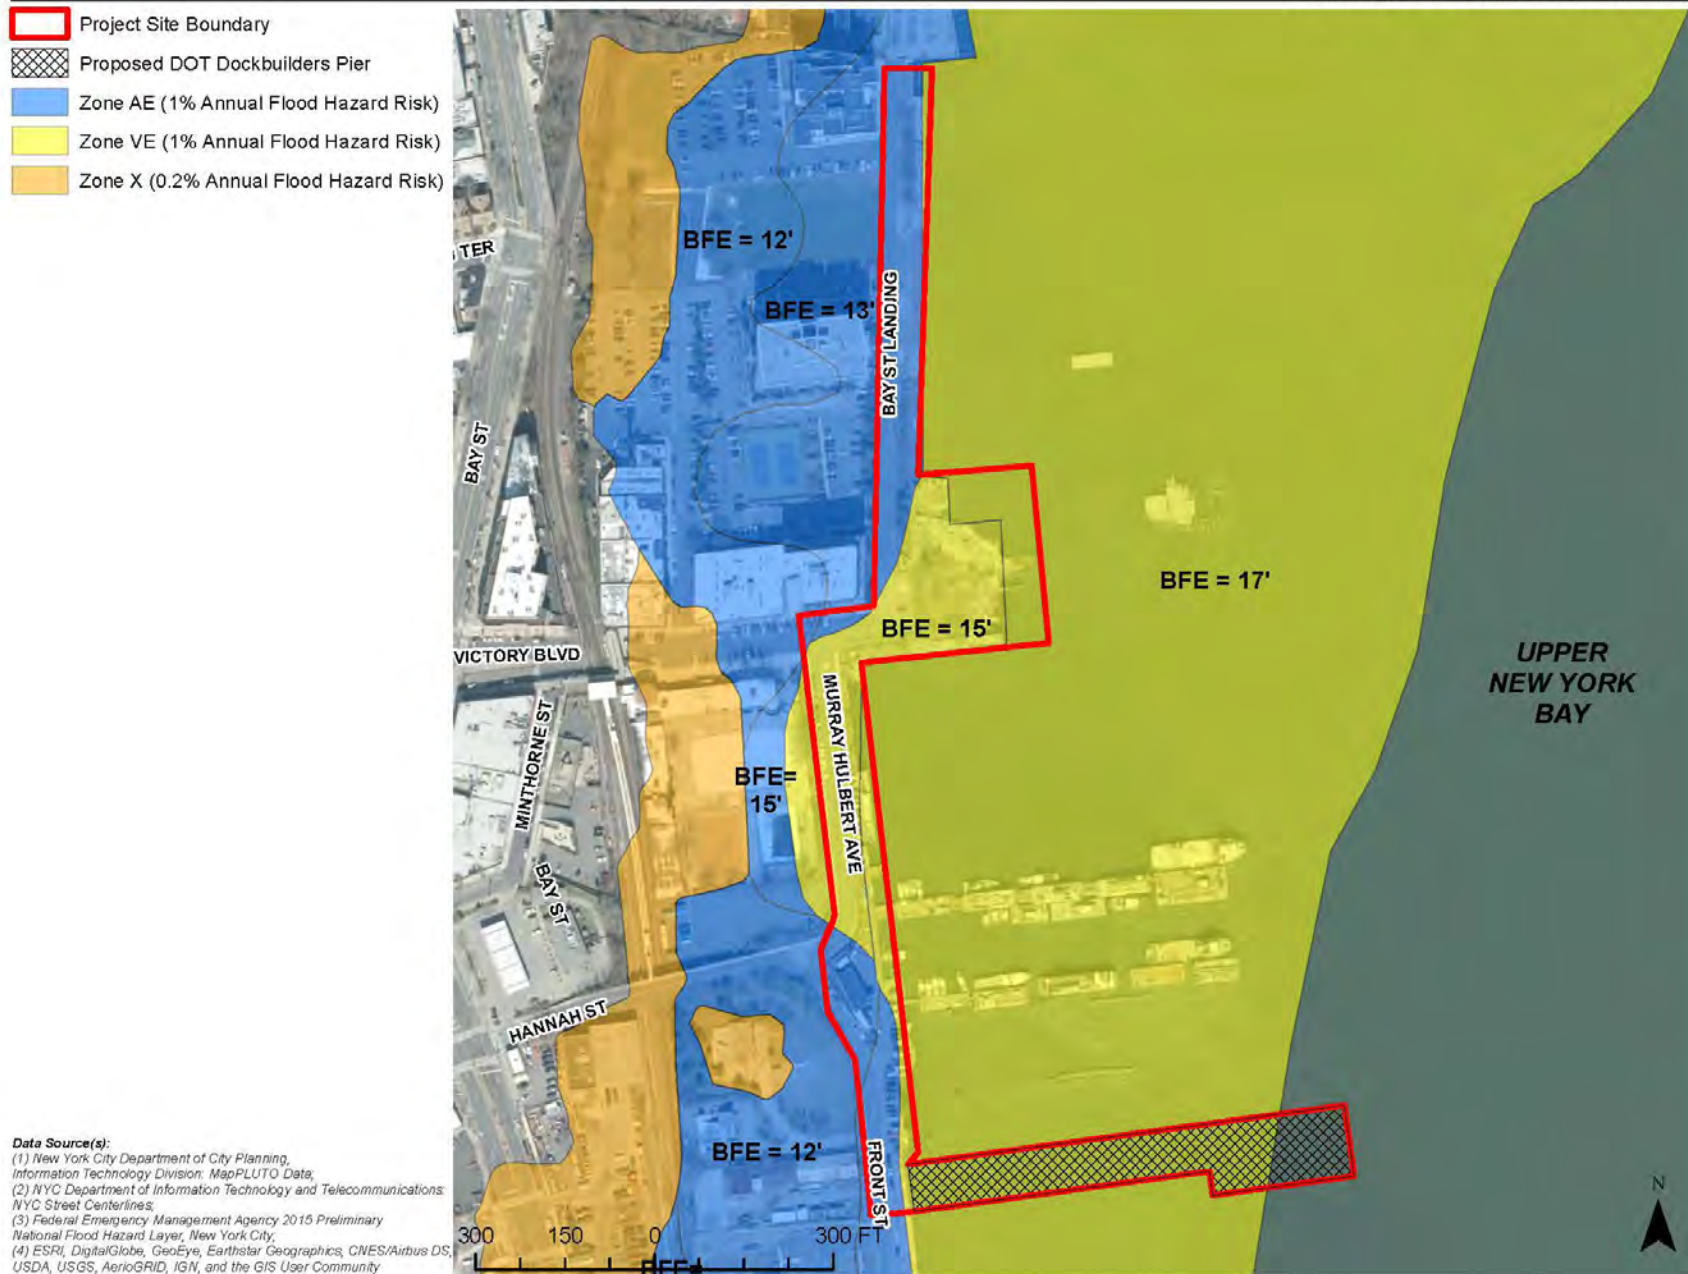 Project Site Boundary
Proposed DOT Dockbuilders Pier
Zone AE (1% Annual Flood Hazard Risk)
Zone VE (1% Annual Flood Hazard Risk)
Zone X (0.2% Annual Flood Hazard Risk)
TER
BFE = 12'
BFE = 13'
BAY ST LANDING
BAY ST
BFE = 17'
BFE = 15'
VICTORY BLVD
UPPER
NEW YORK
BAY
MURRAY HULBERT AVE
MINTHORNE ST
BFE=
15'
BAY ST
HANNAH ST
BFE = 12'
FRONT ST
Data Source(s):
(1) New York City Department of City Planning,
Information Technology Division: MapPLUTO Data;
(2) NYC Department of Information Technology and Telecommunications:
NYC Street Centerlines;
(3) Federal Emergency Management Agency 2015 Preliminary
National Flood Hazard Layer, New York City;
(4) ESRI, DigitalGlobe, GeoEye, Earthstar Geographics, CNES/Airbus DS,
USDA, USGS, AerioGRID, IGN, and the GIS User Community
300 150 0 300 FT
BFE=
N